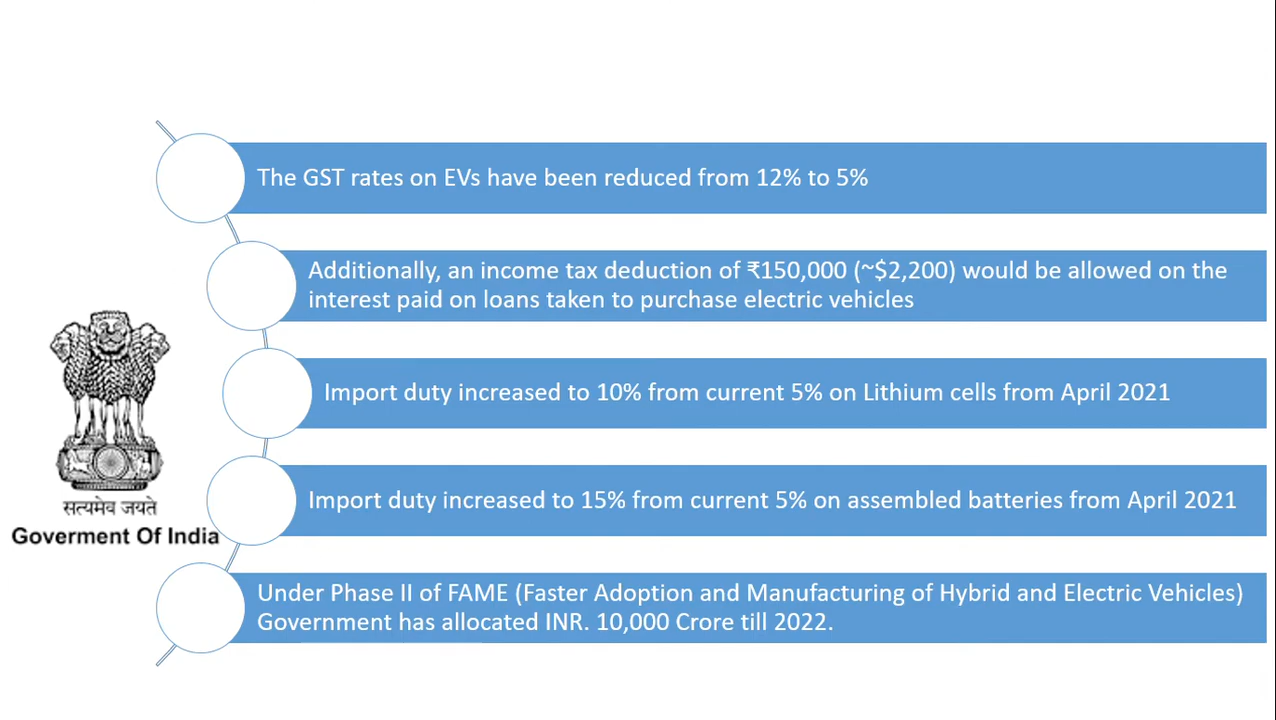 The GST rates on EVs have been reduced from 12% to 5%
Additionally, an income tax deduction of ₹150,000 (~$2,200) would be allowed on the
interest paid on loans taken to purchase electric vehicles
Import duty increased to 10% from current 5% on Lithium cells from April 2021
Import duty increased to 15% from current 5% on assembled batteries from April 2021
Under Phase II of FAME (Faster Adoption and Manufacturing of Hybrid and Electric Vehicles)
Government has allocated INR. 10,000 Crore till 2022.
सत्यमेव जयते
Goverment Of India